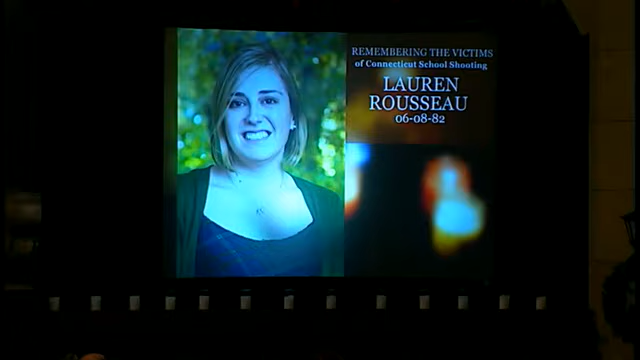 REMEMBERING THE VICTIMS
of Connecticut School Shooting
LAUREN
ROUSSEAU
06-08-82